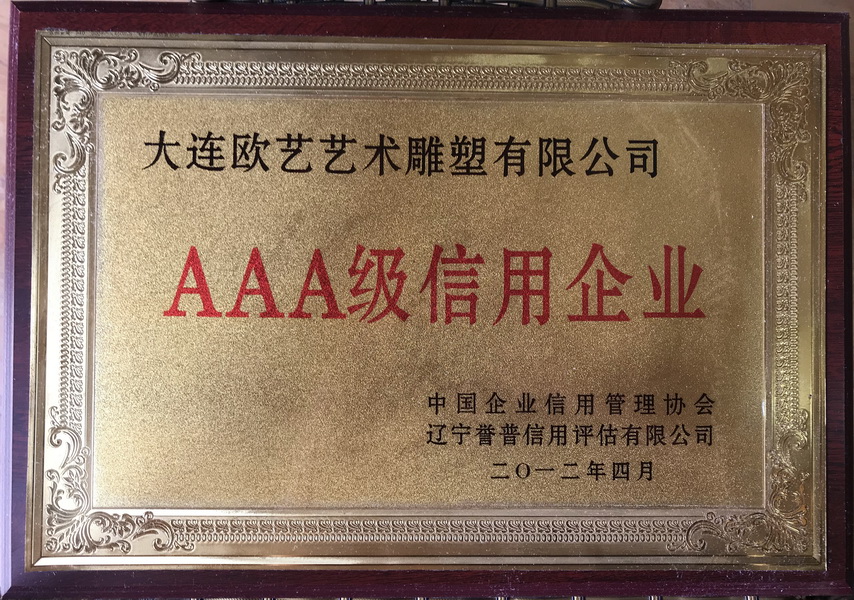 大连欧艺艺术雕塑有限公司
AAA级信用企业
中国企业信用管理协会
辽宁誉普信用评估有限公司
二〇一二年四月